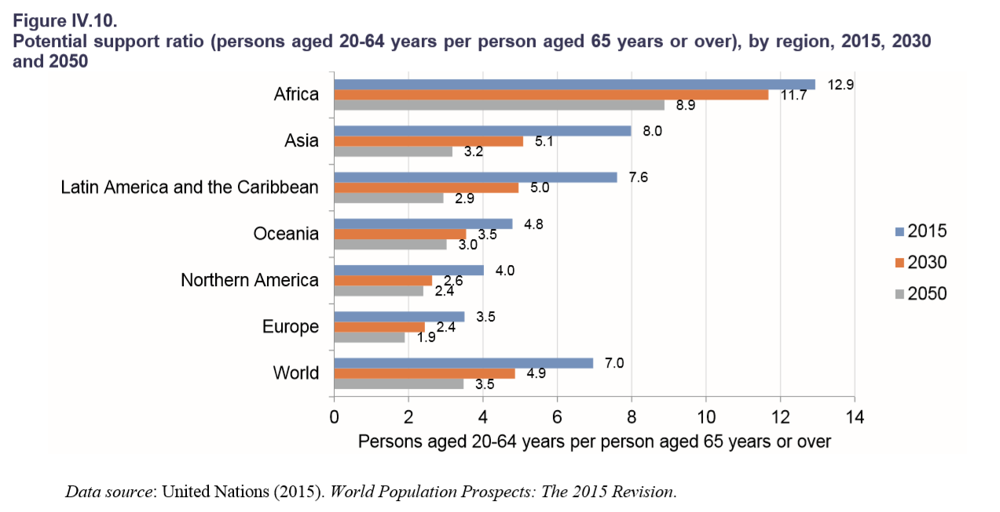 Figure IV.10.
Potential support ratio (persons aged 20-64 years per person aged 65 years or over), by region, 2015, 2030
and 2050
Africa
12.9
11.7
8.9
Asia
8.0
5.1
3.2
Latin America and the Caribbean
7.6
5.0
2.9
Oceania
4.8
3.5
3.0
Northern America
4.0
2.6
2.4
Europe
3.5
2.4
1.9
World
7.0
4.9
3.5
2015
2030
2050
0 2 4 6 8 10 12 14
Persons aged 20-64 years per person aged 65 years or over
Data source: United Nations (2015). World Population Prospects: The 2015 Revision.